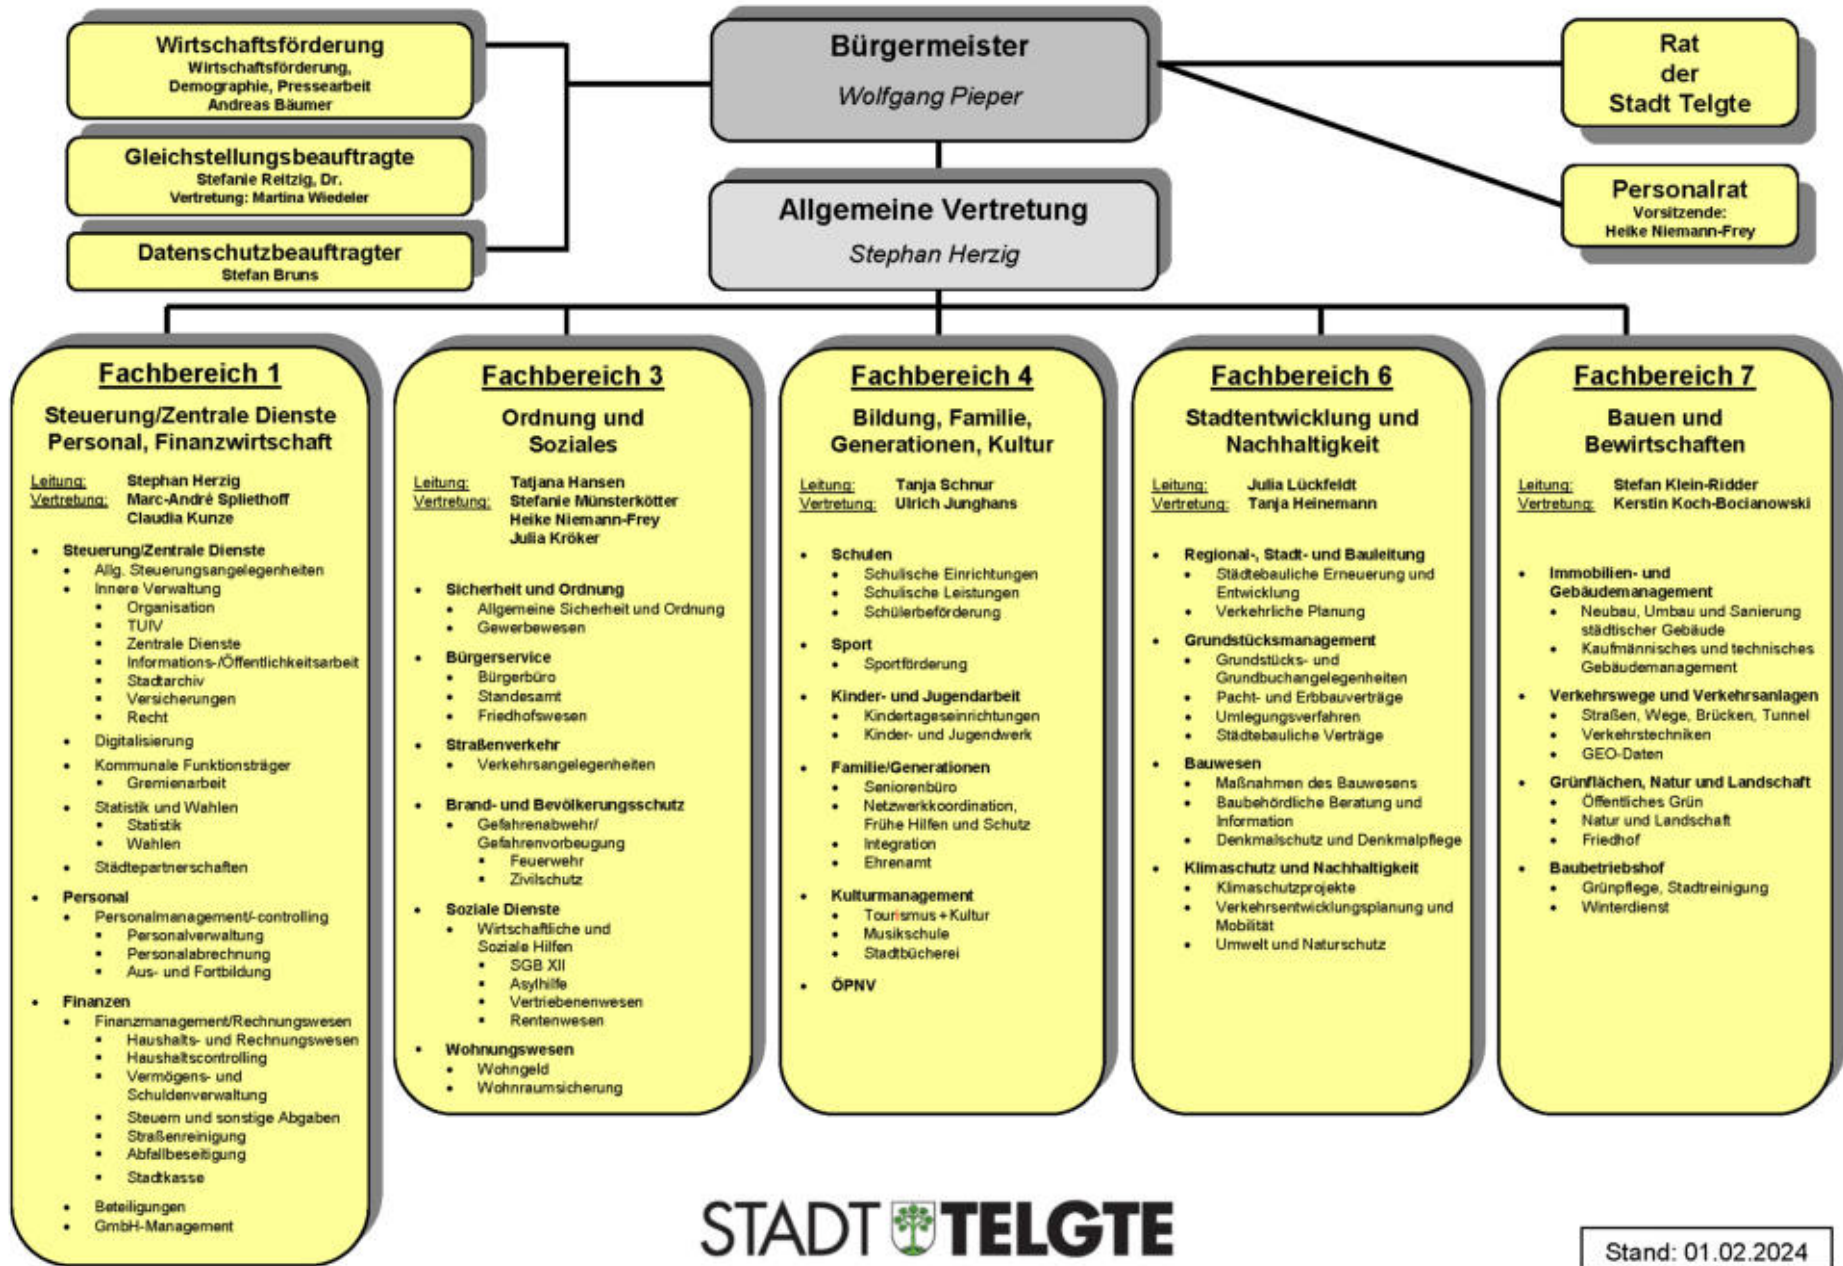 Wirtschaftsförderung
Wirtschaftsförderung,
Demographie, Pressearbeit
Andreas Bäumer
Gleichstellungsbeauftragte
Stefanie Reitzig, Dr.
Vertretung: Martina Wiedeler
Datenschutzbeauftragter
Stefan Bruns
Bürgermeister
Wolfgang Pieper
Allgemeine Vertretung
Stephan Herzig
Rat
der
Stadt Telgte
Personalrat
Vorsitzende:
Heike Niemann-Frey
Fachbereich 1
Steuerung/Zentrale Dienste
Personal, Finanzwirtschaft
Leitung: Stephan Herzig
Vertretung: Marc-André Spliethoff
Claudia Kunze
• Steuerung/Zentrale Dienste
• Allg. Steuerungsangelegenheiten
• Innere Verwaltung
▪ Organisation
▪ TUIV
▪ Zentrale Dienste
▪ Informations-/Öffentlichkeitsarbeit
▪ Stadtarchiv
▪ Versicherungen
▪ Recht
• Digitalisierung
• Kommunale Funktionsträger
▪ Gremienarbeit
• Statistik und Wahlen
▪ Statistik
▪ Wahlen
• Städtepartnerschaften
• Personal
• Personalmanagement/-controlling
▪ Personalverwaltung
▪ Personalabrechnung
▪ Aus- und Fortbildung
• Finanzen
• Finanzmanagement/Rechnungswesen
▪ Haushalts- und Rechnungswesen
▪ Haushaltscontrolling
▪ Vermögens- und
Schuldenverwaltung
▪ Steuern und sonstige Abgaben
▪ Straßenreinigung
▪ Abfallbeseitigung
▪ Stadtkasse
• Beteiligungen
• GmbH-Management
Fachbereich 3
Ordnung und
Soziales
Leitung: Tatjana Hansen
Vertretung: Stefanie Münsterkötter
Heike Niemann-Frey
Julia Kröker
• Sicherheit und Ordnung
• Allgemeine Sicherheit und Ordnung
• Gewerbewesen
• Bürgerservice
• Bürgerbüro
• Standesamt
• Friedhofswesen
• Straßenverkehr
• Verkehrsangelegenheiten
• Brand- und Bevölkerungsschutz
• Gefahrenabwehr/
Gefahrenvorbeugung
▪ Feuerwehr
▪ Zivilschutz
• Soziale Dienste
• Wirtschaftliche und
Soziale Hilfen
▪ SGB XII
▪ Asylhilfe
▪ Vertriebenenwesen
▪ Rentenwesen
• Wohnungswesen
• Wohngeld
• Wohnraumsicherung
Fachbereich 4
Bildung, Familie,
Generationen, Kultur
Leitung: Tanja Schnur
Vertretung: Ulrich Junghans
• Schulen
• Schulische Einrichtungen
• Schulische Leistungen
• Schülerbeförderung
• Sport
• Sportförderung
• Kinder- und Jugendarbeit
• Kindertageseinrichtungen
• Kinder- und Jugendwerk
• Familie/Generationen
• Seniorenbüro
• Netzwerkkoordination,
Frühe Hilfen und Schutz
• Integration
• Ehrenamt
• Kulturmanagement
• Tourismus+Kultur
• Musikschule
• Stadtbücherei
• ÖPNV
Fachbereich 6
Stadtentwicklung und
Nachhaltigkeit
Leitung: Julia Lückfeldt
Vertretung: Tanja Heinemann
• Regional-, Stadt- und Bauleitung
• Städtebauliche Erneuerung und
Entwicklung
• Verkehrliche Planung
• Grundstücksmanagement
• Grundstücks- und
Grundbuchangelegenheiten
• Pacht- und Erbbauverträge
• Umlegungsverfahren
• Städtebauliche Verträge
• Bauwesen
• Maßnahmen des Bauwesens
• Baubehördliche Beratung und
Information
• Denkmalschutz und Denkmalpflege
• Klimaschutz und Nachhaltigkeit
• Klimaschutzprojekte
• Verkehrsentwicklungsplanung und
Mobilität
• Umwelt und Naturschutz
Fachbereich 7
Bauen und
Bewirtschaften
Leitung: Stefan Klein-Ridder
Vertretung: Kerstin Koch-Bocianowski
• Immobilien- und
Gebäudemanagement
• Neubau, Umbau und Sanierung
städtischer Gebäude
• Kaufmännisches und technisches
Gebäudemanagement
• Verkehrswege und Verkehrsanlagen
• Straßen, Wege, Brücken, Tunnel
• Verkehrstechniken
• GEO-Daten
• Grünflächen, Natur und Landschaft
• Öffentliches Grün
• Natur und Landschaft
• Friedhof
• Baubetriebshof
• Grünpflege, Stadtreinigung
• Winterdienst
STADT TELGTE
Stand: 01.02.2024